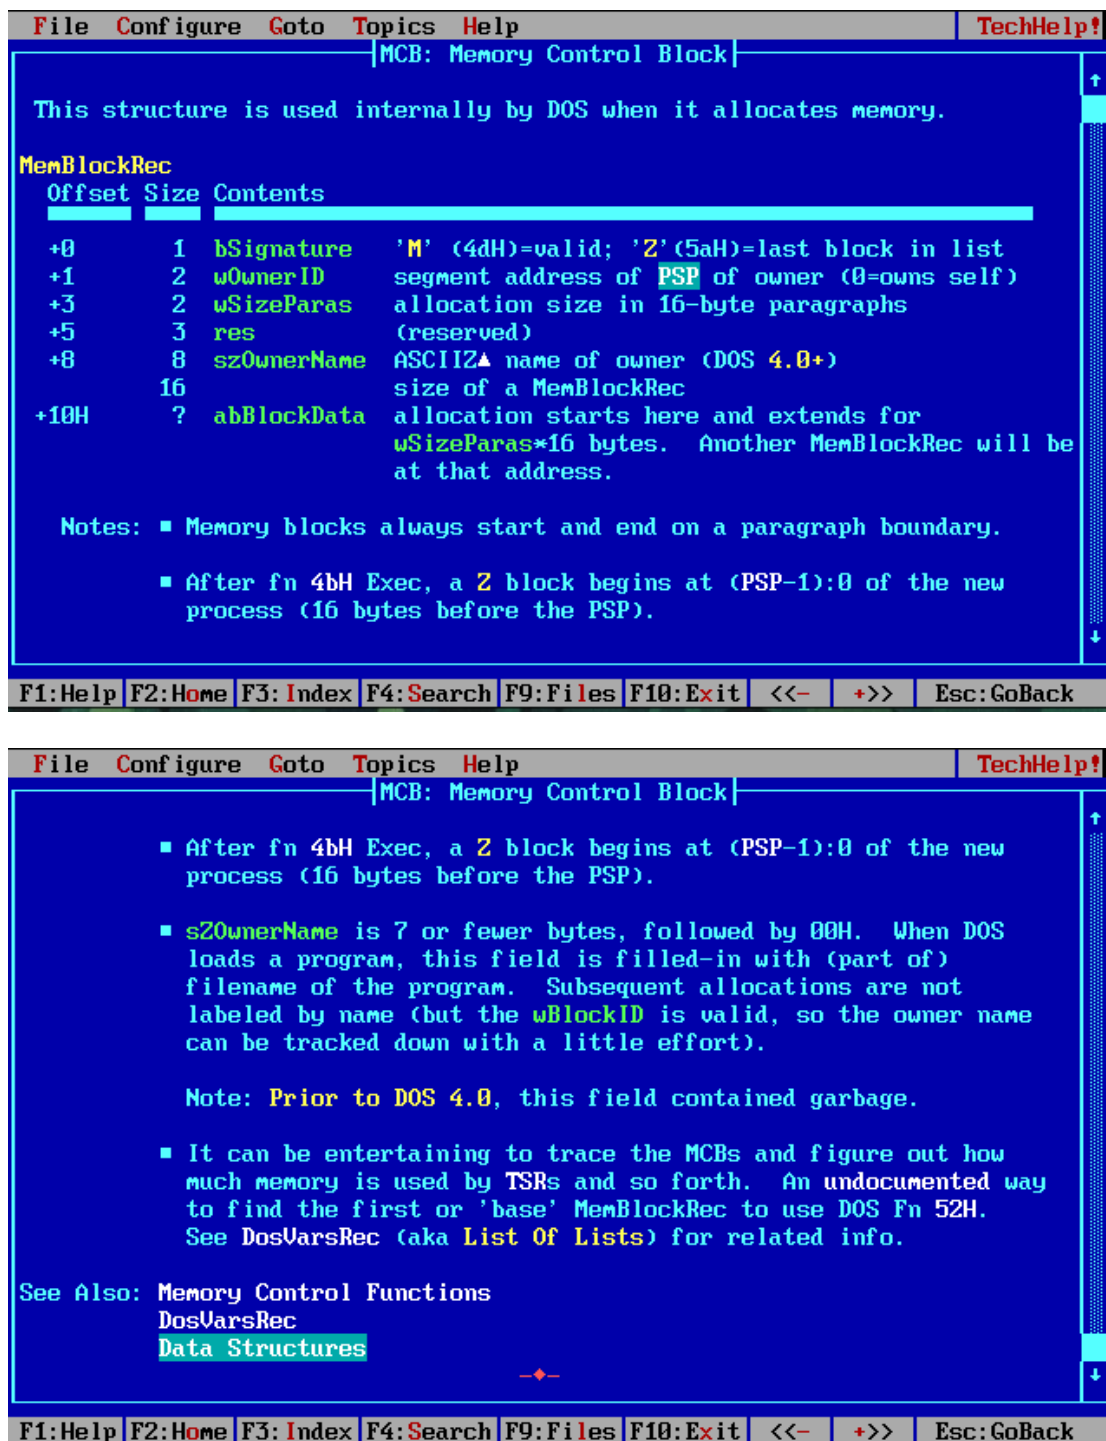 File Configure Goto Topics Help TechHelp!
MCB: Memory Control Block
This structure is used internally by DOS when it allocates memory.
MemBlockRec
Offset Size Contents
+0 1 bSignature 'M' (4dH)=valid; 'Z'(5aH)=last block in list
+1 2 wOwnerID segment address of PSP of owner (0=owns self)
+3 2 wSizeParas allocation size in 16-byte paragraphs
+5 3 res (reserved)
+8 8 szOwnerName ASCIIZ▲ name of owner (DOS 4.0+)
16 size of a MemBlockRec
+10H ? abBlockData allocation starts here and extends for
wSizeParas*16 bytes. Another MemBlockRec will be
at that address.
Notes: ■ Memory blocks always start and end on a paragraph boundary.
■ After fn 4bH Exec, a Z block begins at (PSP-1):0 of the new
process (16 bytes before the PSP).
F1:Help F2:Home F3:Index F4:Search F9:Files F10:Exit <<- +>> Esc:GoBack
File Configure Goto Topics Help TechHelp!
MCB: Memory Control Block
■ After fn 4bH Exec, a Z block begins at (PSP-1):0 of the new
process (16 bytes before the PSP).
■ sZOwnerName is 7 or fewer bytes, followed by 00H. When DOS
loads a program, this field is filled-in with (part of)
filename of the program. Subsequent allocations are not
labeled by name (but the wBlockID is valid, so the owner name
can be tracked down with a little effort).
Note: Prior to DOS 4.0, this field contained garbage.
■ It can be entertaining to trace the MCBs and figure out how
much memory is used by TSRs and so forth. An undocumented way
to find the first or 'base' MemBlockRec to use DOS Fn 52H.
See DosVarsRec (aka List Of Lists) for related info.
See Also: Memory Control Functions
DosVarsRec
Data Structures
F1:Help F2:Home F3:Index F4:Search F9:Files F10:Exit <<- +>> Esc:GoBack